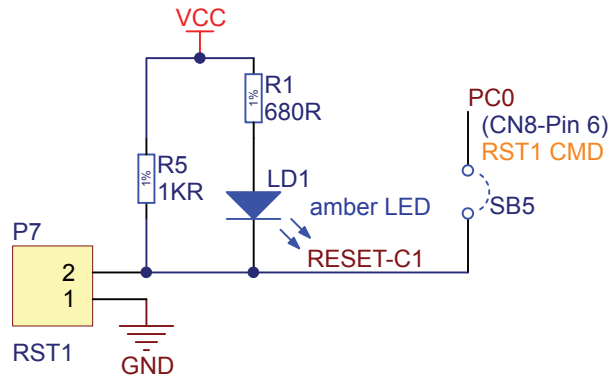 VCC
R1
680R
1%
PC0
(CN8-Pin 6)
RST1 CMD
R5
1KR
1%
LD1
amber LED
SB5
P7
RESET-C1
2
1
RST1
GND